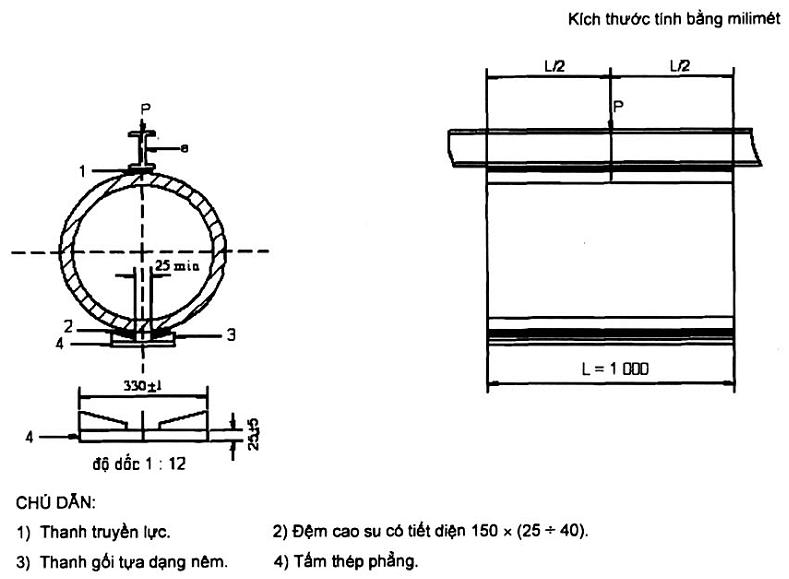 Kích thước tính bằng milimét
L/2 L/2
P
P
e
1
25 min
2
3
4
L = 1 000
330±1
4
25±5
độ dốc 1 : 12
CHÚ DẪN:
1) Thanh truyền lực. 2) Đệm cao su có tiết diện 150 × (25 ÷ 40).
3) Thanh gối tựa dạng nêm. 4) Tấm thép phẳng.